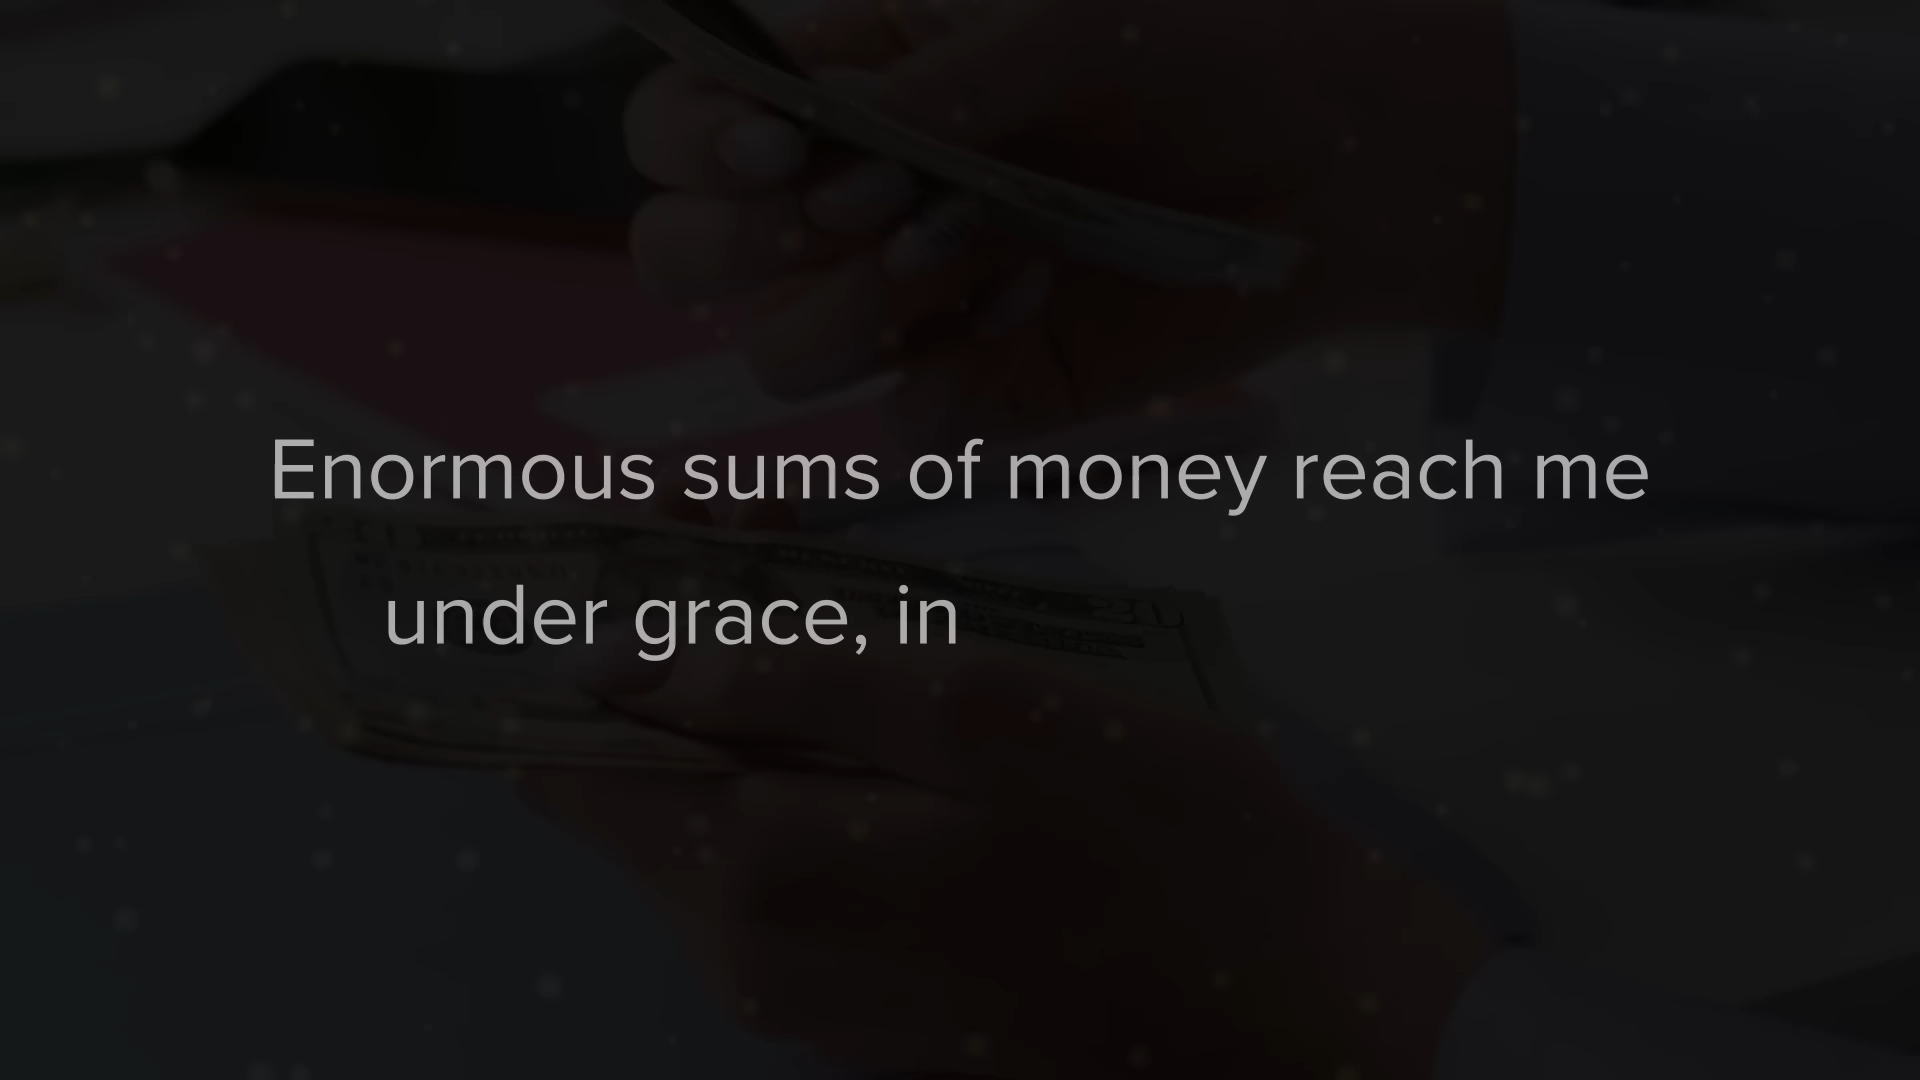 Enormous sums of money reach me
under grace, in